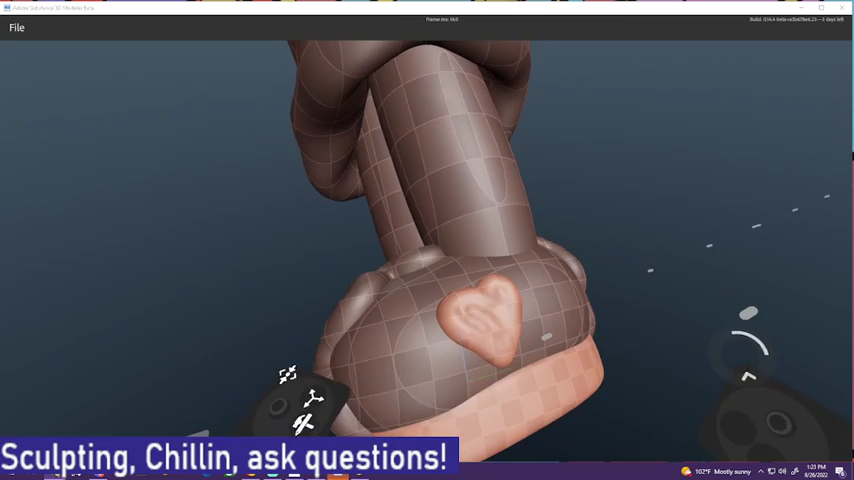 Adobe Substance 3D Modeler Beta
Frame ms: 14.0
File
Sculpting, Chillin, ask questions!
102°F Mostly sunny
1:23 PM
8/26/2022